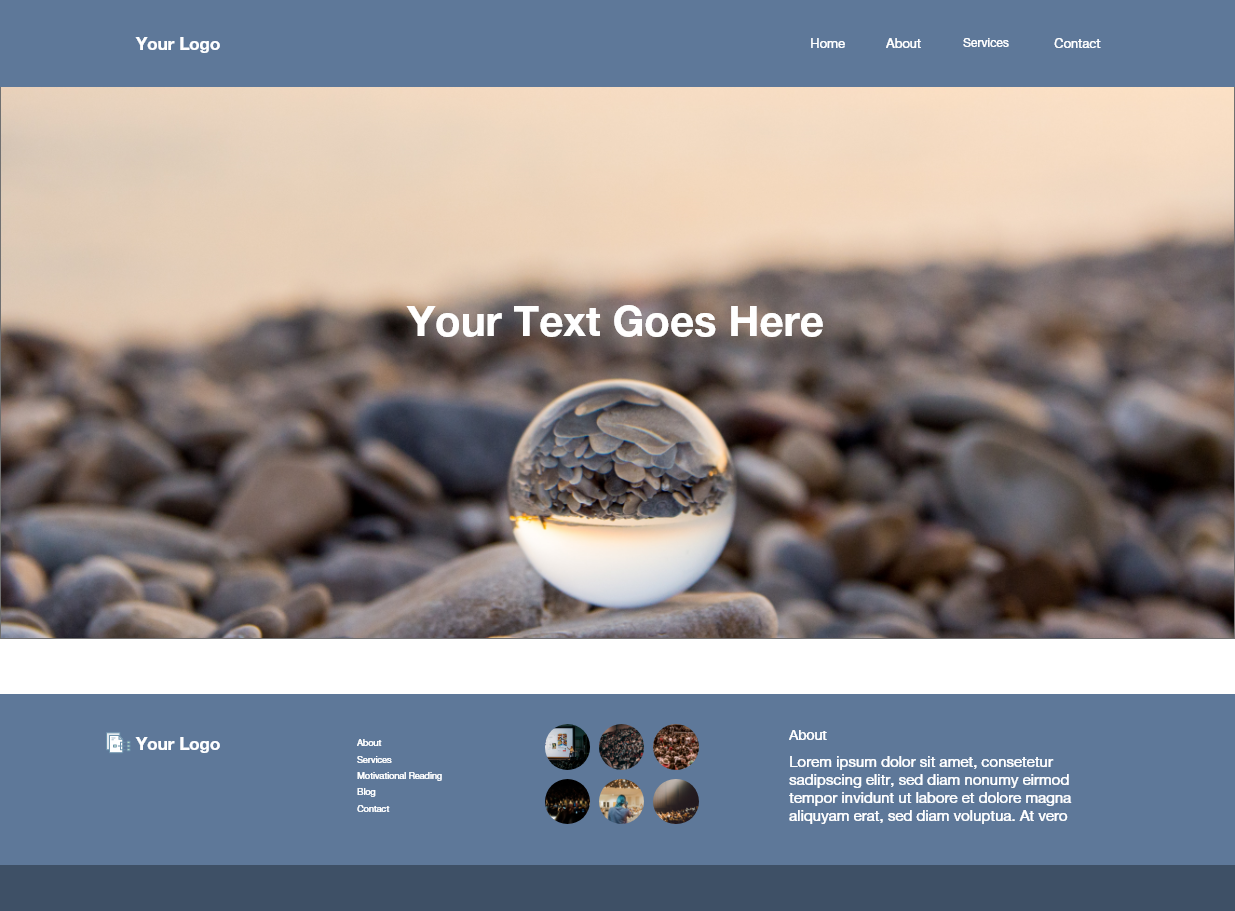 Your Logo
Home
About
Services
Contact
Your Text Goes Here
Your Logo
About
Services
Motivational Reading
Blog
Contact
About
Lorem ipsum dolor sit amet, consetetur
sadipscing elitr, sed diam nonumy eirmod
tempor invidunt ut labore et dolore magna
aliquyam erat, sed diam voluptua. At vero